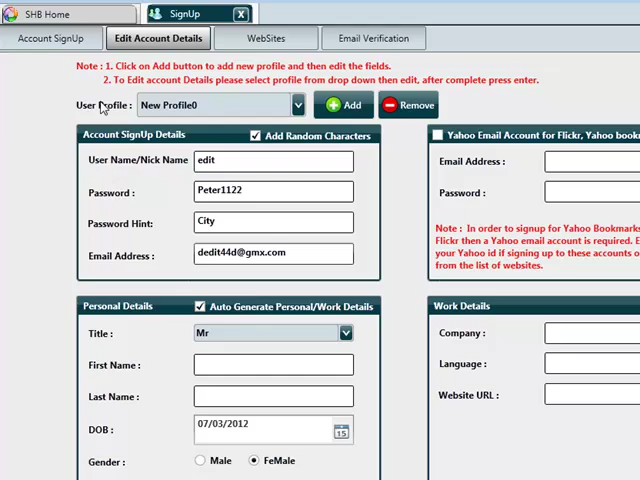 SHB Home
SignUp
X
Account SignUp
Edit Account Details
WebSites
Email Verification
Note : 1. Click on Add button to add new profile and then edit the fields.
2. To Edit account Details please select profile from drop down then edit, after complete press enter.
User Profile :
New Profile0
Add
Remove
Account SignUp Details
Add Random Characters
User Name/Nick Name
edit
Password :
Peter1122
Password Hint:
City
Email Address :
dedit44d@gmx.com
Yahoo Email Account for Flickr, Yahoo bookm
Email Address :
Password :
Note : In order to signup for Yahoo Bookmarks
Flickr then a Yahoo email account is required. E
your Yahoo id if signing up to these accounts o
from the list of websites.
Personal Details
Auto Generate Personal/Work Details
Title :
Mr
First Name :
Last Name :
DOB:
07/03/2012
15
Gender :
Male
FeMale
Work Details
Company :
Language :
Website URL :